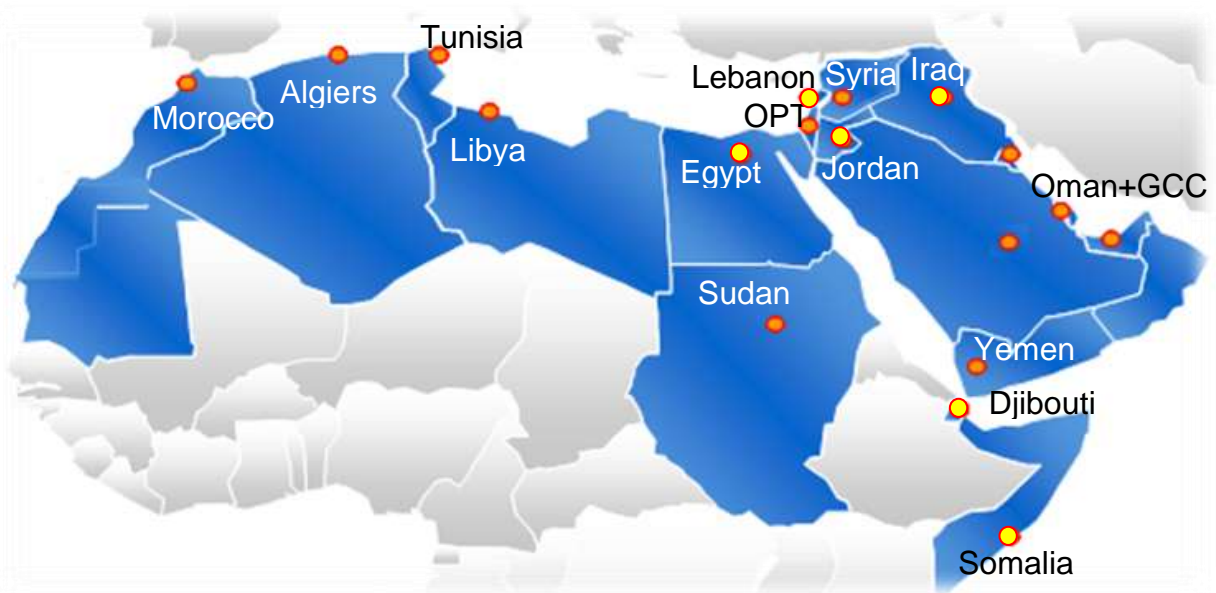 Tunisia
Lebanon
Syria
Iraq
Algiers
Morocco
OPT
Libya
Egypt
Jordan
Oman+GCC
Sudan
Yemen
Djibouti
Somalia